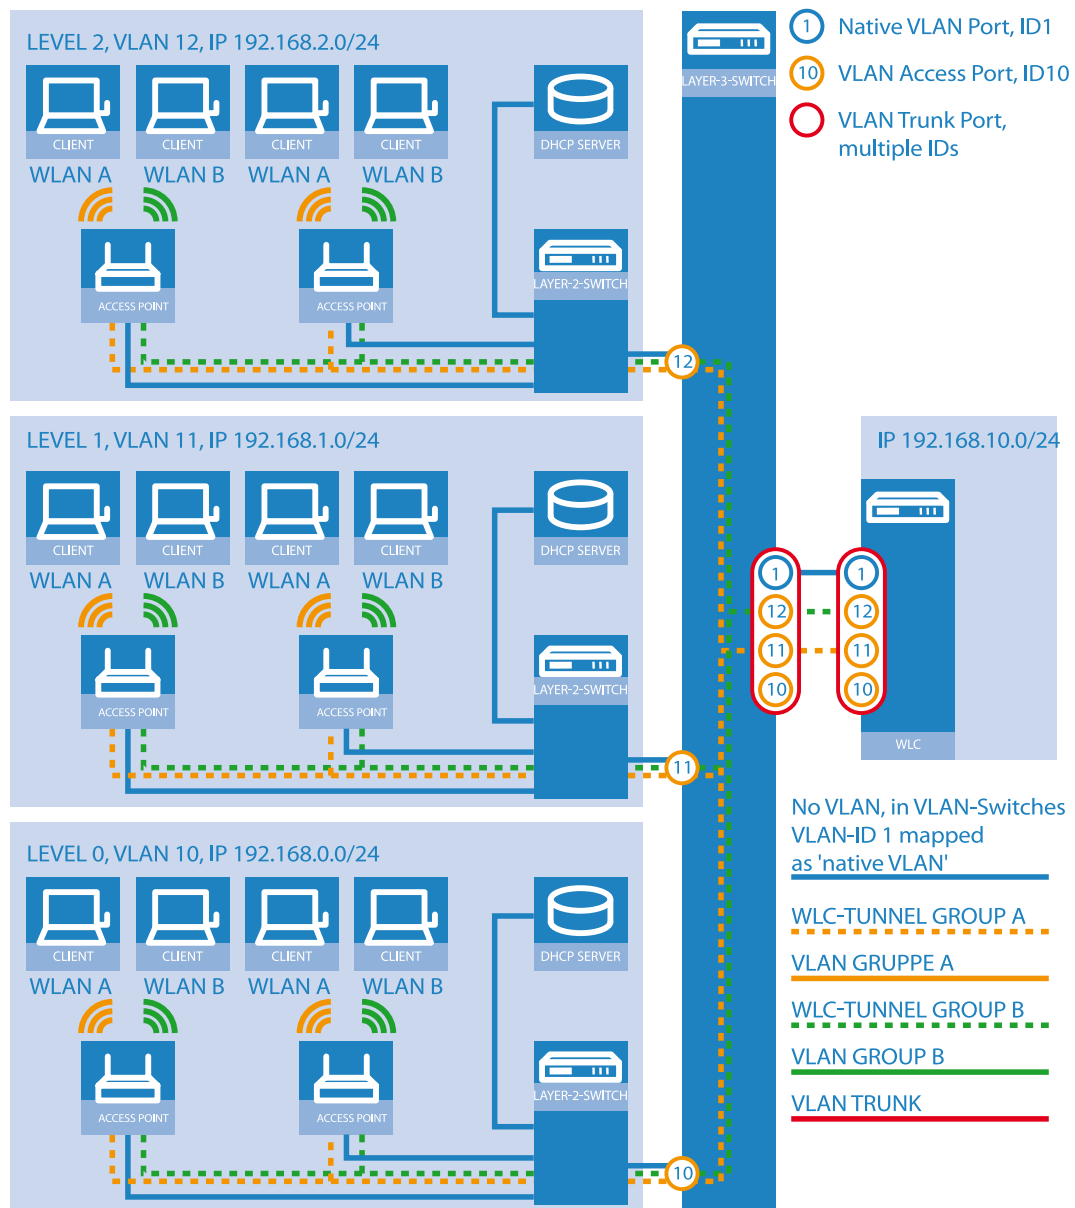 LEVEL 2, VLAN 12, IP 192.168.2.0/24
CLIENT CLIENT CLIENT CLIENT
DHCP SERVER
WLAN A WLAN B WLAN A WLAN B
ACCESS POINT ACCESS POINT
LAYER-2-SWITCH
12
LEVEL 1, VLAN 11, IP 192.168.1.0/24
CLIENT CLIENT CLIENT CLIENT
DHCP SERVER
WLAN A WLAN B WLAN A WLAN B
ACCESS POINT ACCESS POINT
LAYER-2-SWITCH
11
LEVEL 0, VLAN 10, IP 192.168.0.0/24
CLIENT CLIENT CLIENT CLIENT
DHCP SERVER
WLAN A WLAN B WLAN A WLAN B
ACCESS POINT ACCESS POINT
LAYER-2-SWITCH
10
LAYER-3-SWITCH
1 Native VLAN Port, ID1
10 VLAN Access Port, ID10
VLAN Trunk Port,
multiple IDs
IP 192.168.10.0/24
1 1
12 12
11 11
10 10
WLC
No VLAN, in VLAN-Switches
VLAN-ID 1 mapped
as 'native VLAN'
WLC-TUNNEL GROUP A
VLAN GRUPPE A
WLC-TUNNEL GROUP B
VLAN GROUP B
VLAN TRUNK